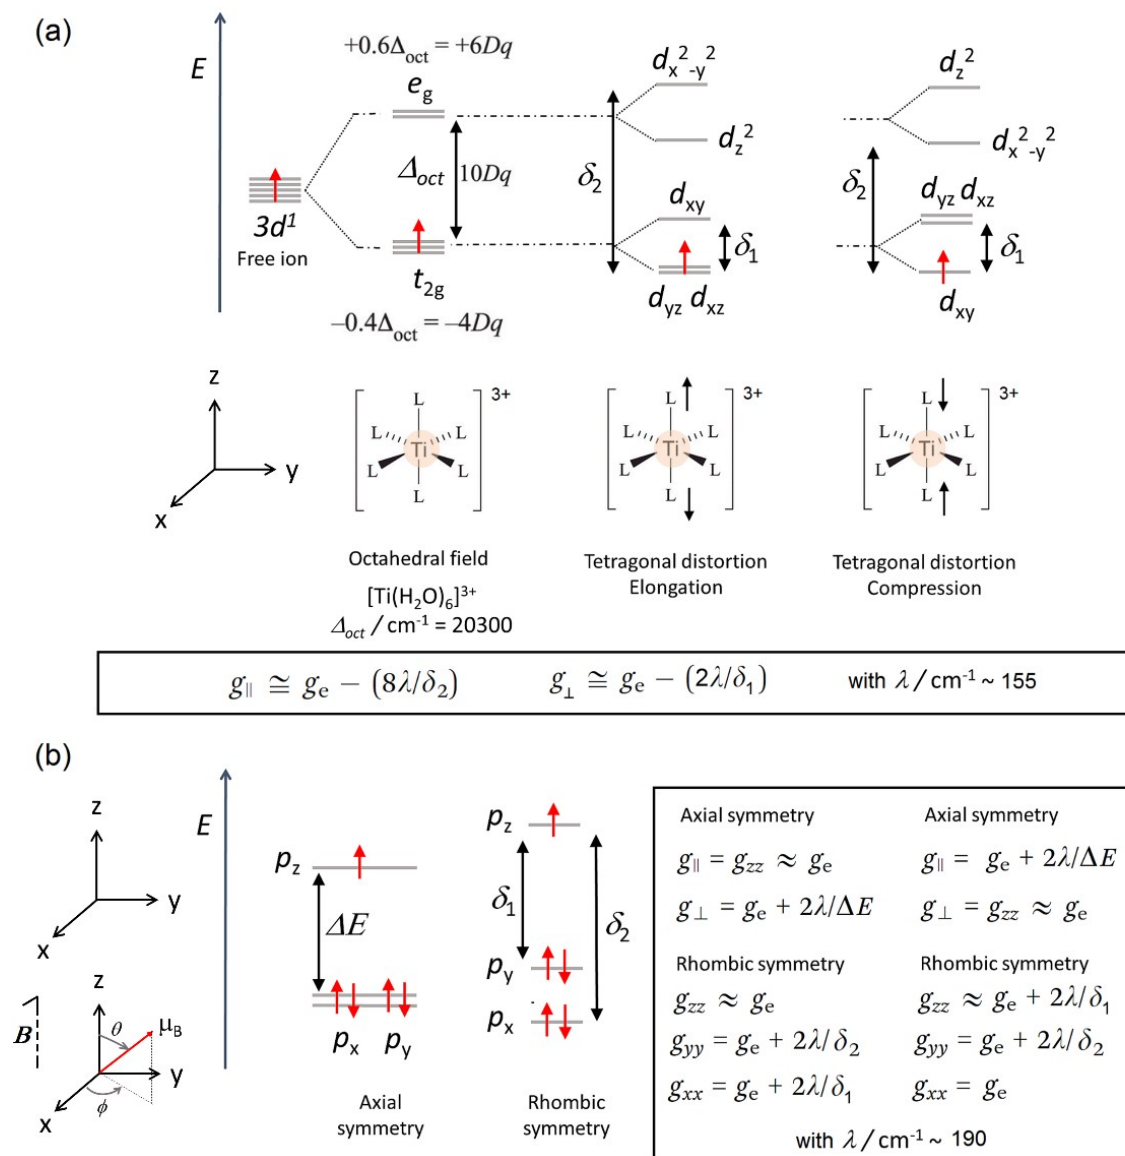 (a)
E
+0.6Δoct = +6Dq
eg
Δoct 10Dq
3d¹
Free ion
t2g
–0.4Δoct = –4Dq
dx²-y²
dz²
δ2
dxy
δ1
dyz dxz
dz²
dx²-y²
δ2
dyz dxz
δ1
dxy
z
y
x
L
L
L
Ti
L
L
L
3+
L
L
L
Ti
L
L
L
3+
L
L
L
Ti
L
L
L
3+
Octahedral field
[Ti(H2O)6]³⁺
Δoct / cm⁻¹ = 20300
Tetragonal distortion
Elongation
Tetragonal distortion
Compression
g∥ ≅ ge − (8λ/δ2)    g⊥ ≅ ge − (2λ/δ1)    with λ / cm⁻¹ ~ 155
(b)
z
y
x
B
θ
μB
y
ϕ
x
E
pz
ΔE
px py
Axial
symmetry
pz
δ1
δ2
py
px
Rhombic
symmetry
Axial symmetry    Axial symmetry
g∥ = gzz ≈ ge    g∥ = ge + 2λ/ΔE
g⊥ = ge + 2λ/ΔE    g⊥ = gzz ≈ ge
Rhombic symmetry    Rhombic symmetry
gzz ≈ ge    gzz ≈ ge + 2λ/δ1
gyy = ge + 2λ/δ2    gyy = ge + 2λ/δ2
gxx = ge + 2λ/δ1    gxx = ge
with λ / cm⁻¹ ~ 190